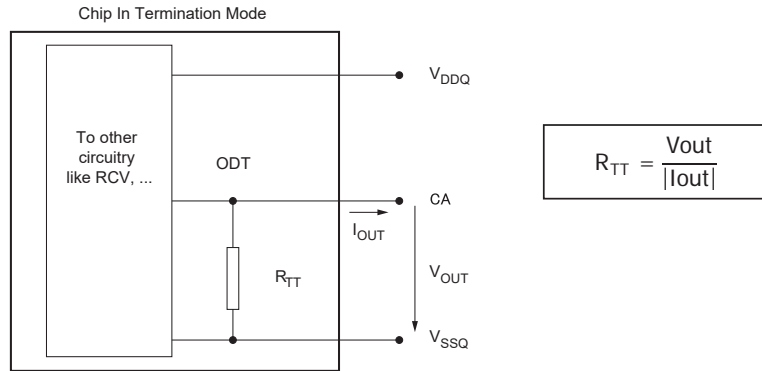 Chip In Termination Mode
V_DDQ
To other
circuitry
like RCV, ...
ODT
CA
I_OUT
R_TT
V_OUT
V_SSQ
R_TT = Vout / |Iout|